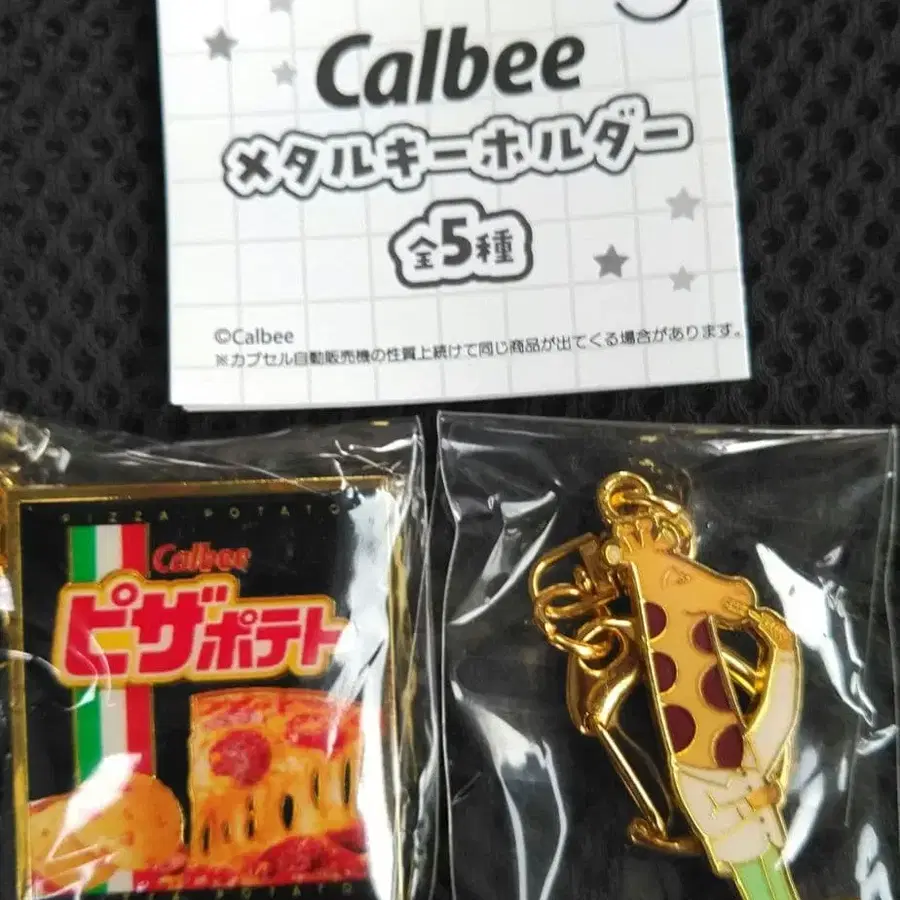 Calbee
メタルキーホルダー
全5種
©Calbee
※カプセル自動販売機の性質上続けて同じ商品が出てくる場合があります。
PIZZA POTATO
Calbee
ピザポテト
PIZZA POTATO